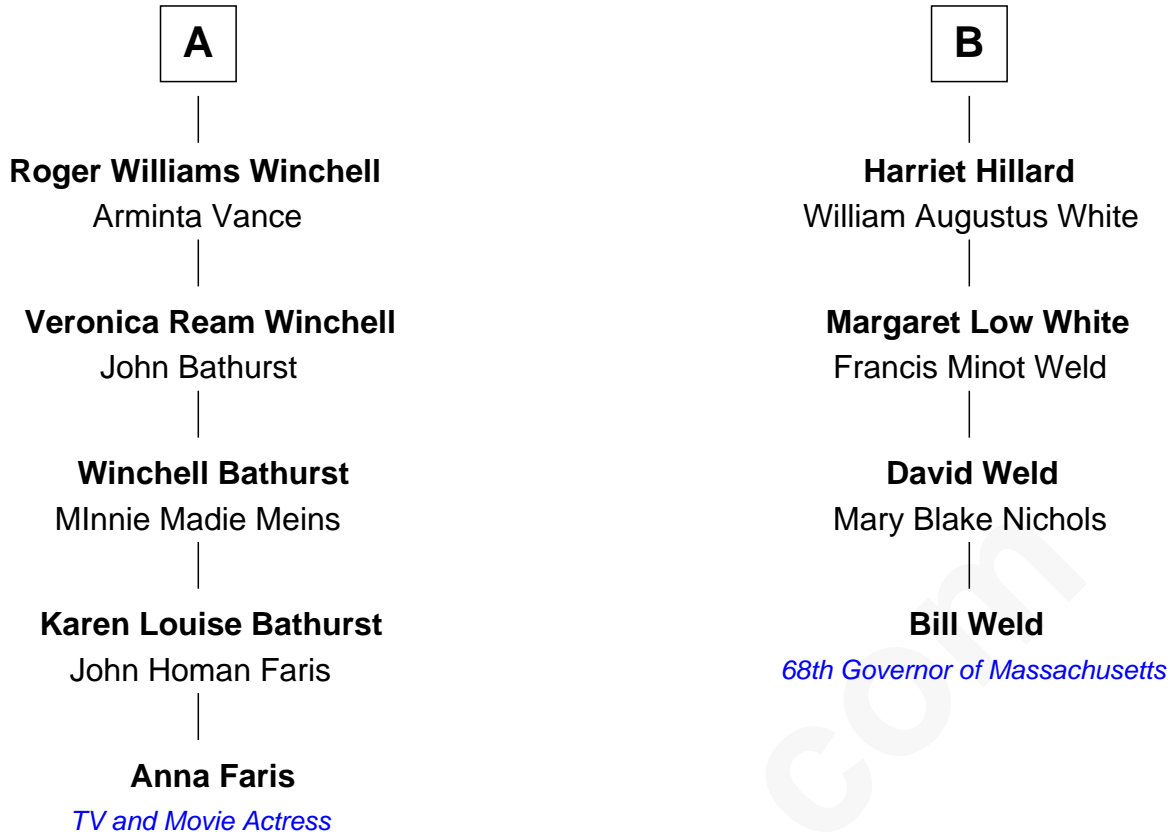 A
Roger Williams Winchell
Arminta Vance
Veronica Ream Winchell
John Bathurst
Winchell Bathurst
MInnie Madie Meins
Karen Louise Bathurst
John Homan Faris
Anna Faris
TV and Movie Actress
B
Harriet Hillard
William Augustus White
Margaret Low White
Francis Minot Weld
David Weld
Mary Blake Nichols
Bill Weld
68th Governor of Massachusetts
com